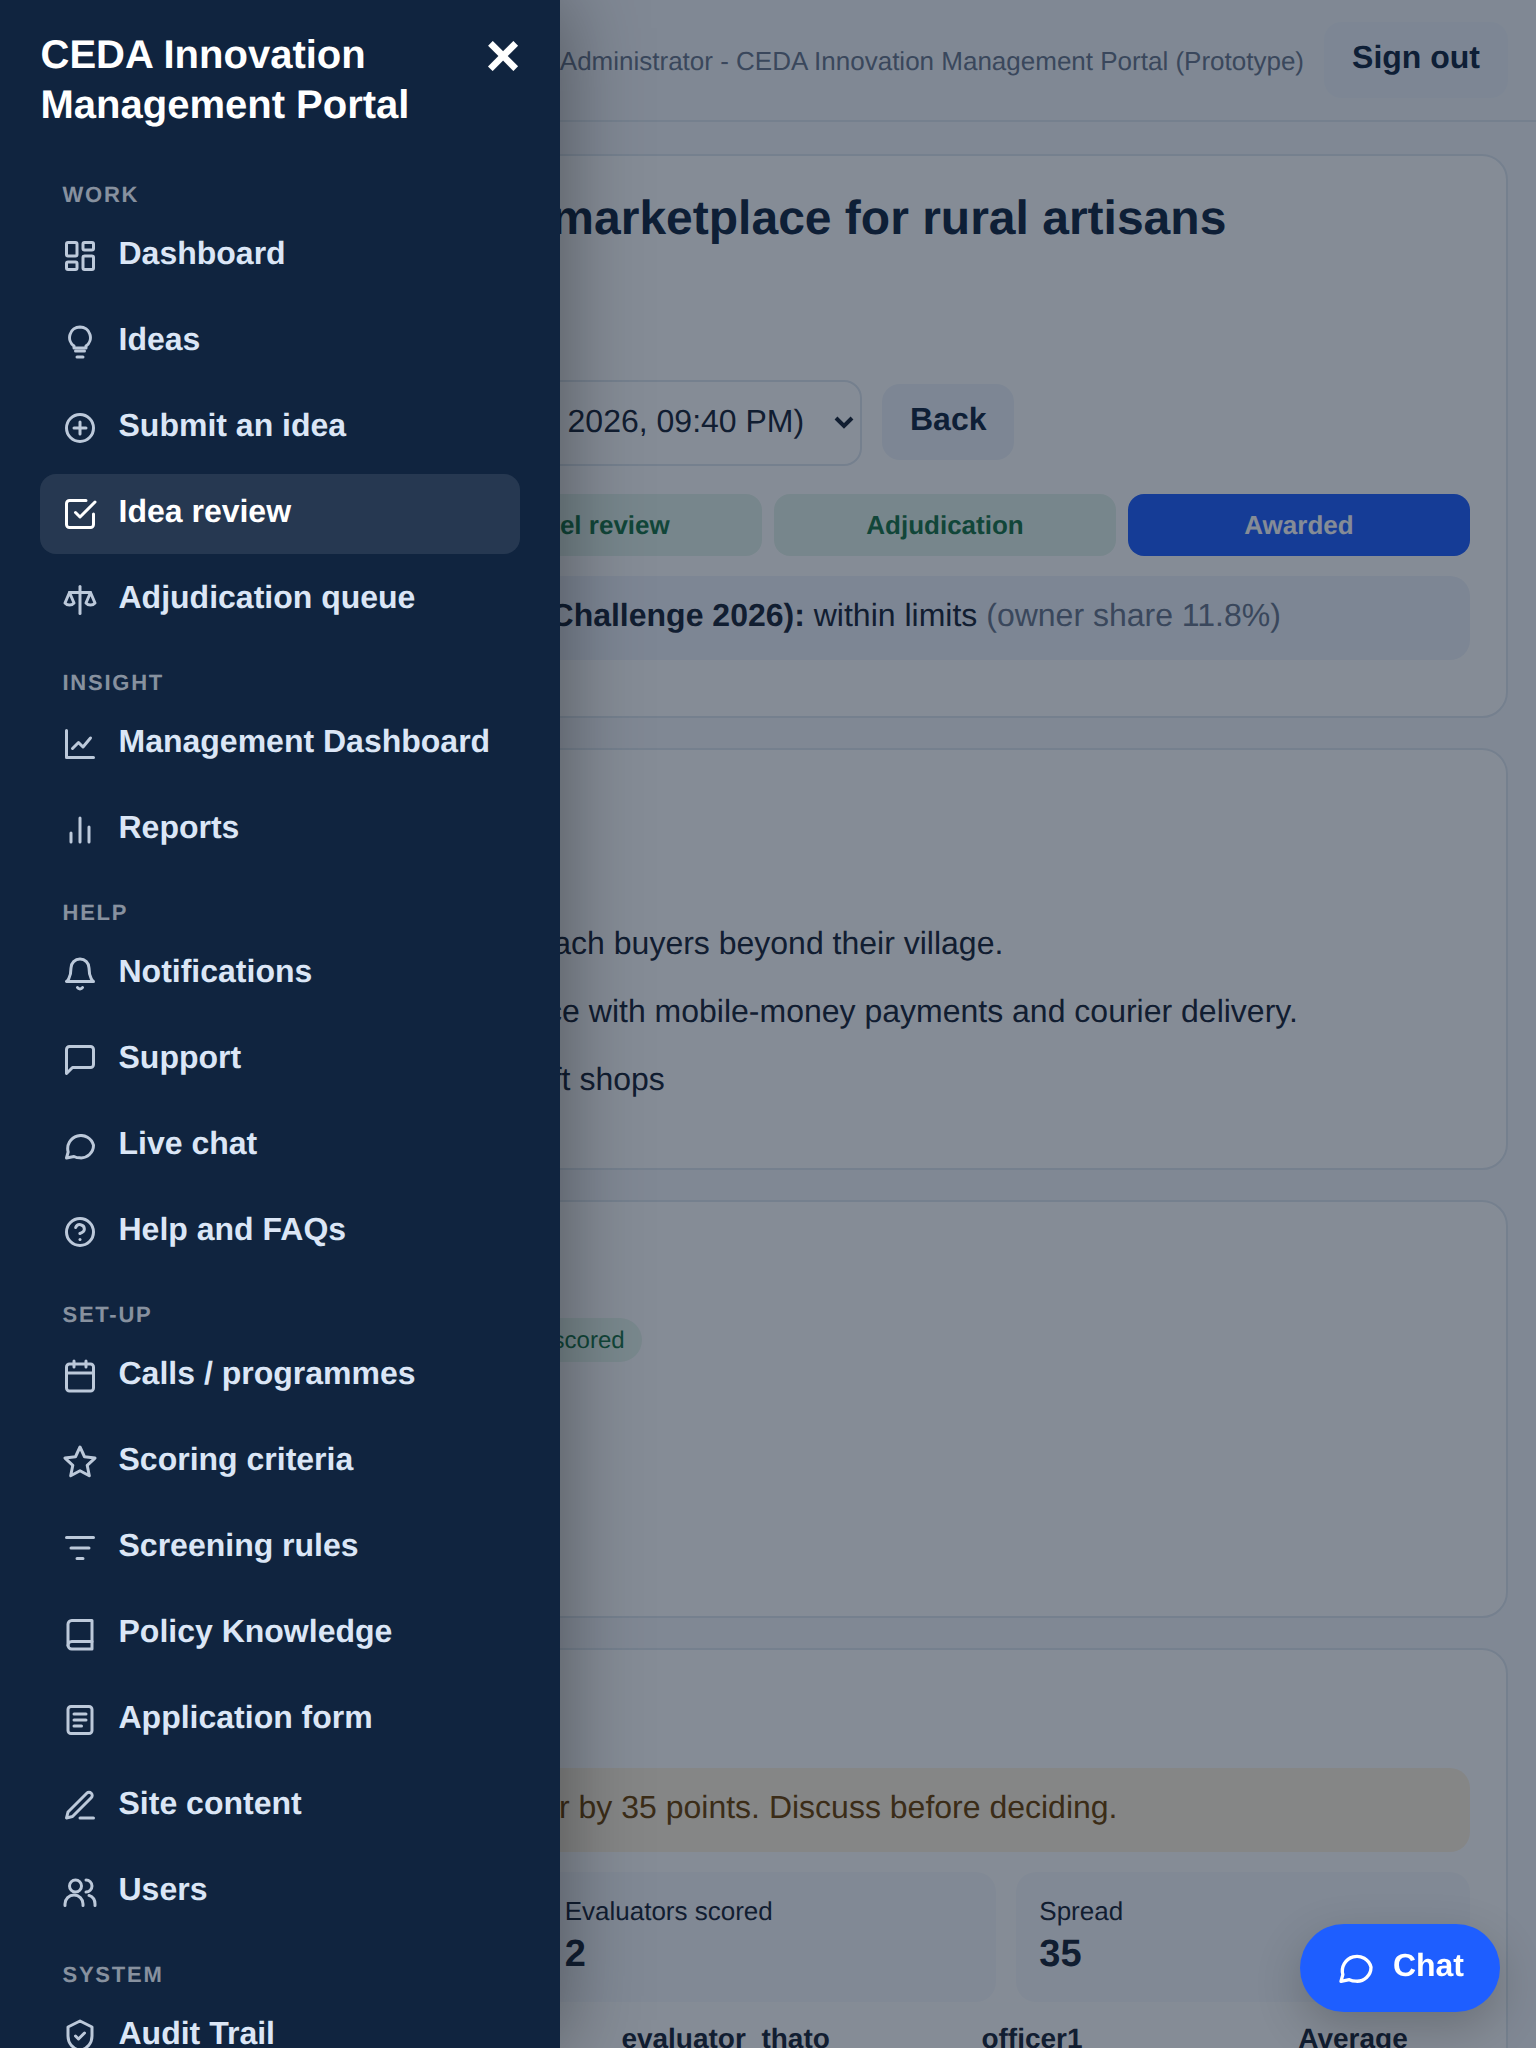 CEDA Innovation
Management Portal
WORK
Dashboard
Ideas
Submit an idea
Idea review
Adjudication queue
INSIGHT
Management Dashboard
Reports
HELP
Notifications
Support
Live chat
Help and FAQs
SET-UP
Calls / programmes
Scoring criteria
Screening rules
Policy Knowledge
Application form
Site content
Users
SYSTEM
Audit Trail
Administrator - CEDA Innovation Management Portal (Prototype)
Sign out
marketplace for rural artisans
2026, 09:40 PM)
Back
el review
Adjudication
Awarded
Challenge 2026): within limits (owner share 11.8%)
ach buyers beyond their village.
e with mobile-money payments and courier delivery.
ft shops
scored
r by 35 points. Discuss before deciding.
Evaluators scored
2
Spread
35
Chat
evaluator_thato
officer1
Average